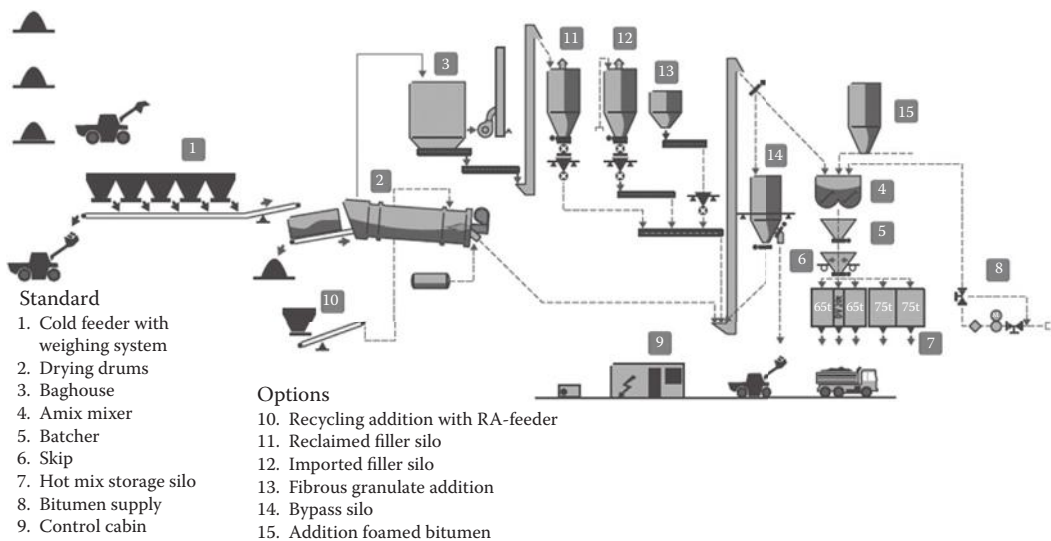 11
12
3
13
15
1
14
2
4
5
6
8
65t
65t
75t
75t
10
9
7
Standard
1. Cold feeder with
weighing system
2. Drying drums
3. Baghouse
4. Amix mixer
5. Batcher
6. Skip
7. Hot mix storage silo
8. Bitumen supply
9. Control cabin
Options
10. Recycling addition with RA-feeder
11. Reclaimed filler silo
12. Imported filler silo
13. Fibrous granulate addition
14. Bypass silo
15. Addition foamed bitumen